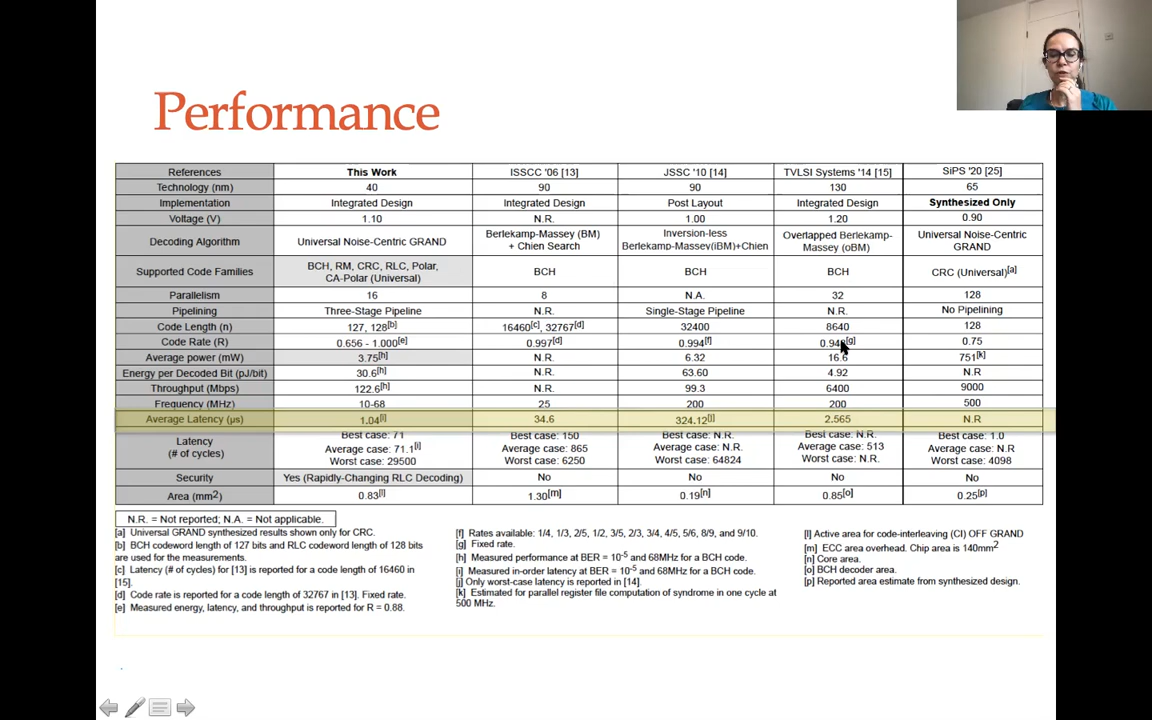 Performance
References This Work ISSCC '06 [13] JSSC '10 [14] TVLSI Systems '14 [15] SiPS '20 [25]
Technology (nm) 40 90 90 130 65
Implementation Integrated Design Integrated Design Post Layout Integrated Design Synthesized Only
Voltage (V) 1.10 N.R. 1.00 1.20 0.90
Decoding Algorithm Universal Noise-Centric GRAND Berlekamp-Massey (BM) + Chien Search Inversion-less Berlekamp-Massey(iBM)+Chien Overlapped Berlekamp-Massey (oBM) Universal Noise-Centric GRAND
Supported Code Families BCH, RM, CRC, RLC, Polar, CA-Polar (Universal) BCH BCH BCH CRC (Universal)[a]
Parallelism 16 8 N.A. 32 128
Pipelining Three-Stage Pipeline N.R. Single-Stage Pipeline N.R. No Pipelining
Code Length (n) 127, 128[b] 16460[c], 32767[d] 32400 8640 128
Code Rate (R) 0.656 - 1.000[e] 0.997[d] 0.994[f] [g] 0.75
Average power (mW) 3.75[h] N.R. 6.32 16.6 751[k]
Energy per Decoded Bit (pJ/bit) 30.6[h] N.R. 63.60 4.92 N.R
Throughput (Mbps) 122.6[h] N.R. 99.3 6400 9000
Frequency (MHz) 10-68 25 200 200 500
Average Latency (µs) 1.04[i] 34.6 324.12[j] 2.565 N.R
Latency (# of cycles) Best case: 71 Average case: 71.1[i] Worst case: 29500 Best case: 150 Average case: 865 Worst case: 6250 Best case: N.R. Average case: N.R. Worst case: 64824 Best case: N.R. Average case: 513 Worst case: N.R. Best case: 1.0 Average case: N.R Worst case: 4098
Security Yes (Rapidly-Changing RLC Decoding) No No No No
Area (mm2) 0.83[l] 1.30[m] 0.19[n] 0.85[o] 0.25[p]
N.R. = Not reported; N.A. = Not applicable.
[a] Universal GRAND synthesized results shown only for CRC.
[b] BCH codeword length of 127 bits and RLC codeword length of 128 bits
are used for the measurements.
[c] Latency (# of cycles) for [13] is reported for a code length of 16460 in
[15].
[d] Code rate is reported for a code length of 32767 in [13]. Fixed rate.
[e] Measured energy, latency, and throughput is reported for R = 0.88.
[f] Rates available: 1/4, 1/3, 2/5, 1/2, 3/5, 2/3, 3/4, 4/5, 5/6, 8/9, and 9/10.
[g] Fixed rate.
[h] Measured performance at BER = 10-5 and 68MHz for a BCH code.
[i] Measured in-order latency at BER = 10-5 and 68MHz for a BCH code.
[j] Only worst-case latency is reported in [14].
[k] Estimated for parallel register file computation of syndrome in one cycle at
500 MHz.
[l] Active area for code-interleaving (CI) OFF GRAND
[m] ECC area overhead. Chip area is 140mm2
[n] Core area.
[o] BCH decoder area.
[p] Reported area estimate from synthesized design.